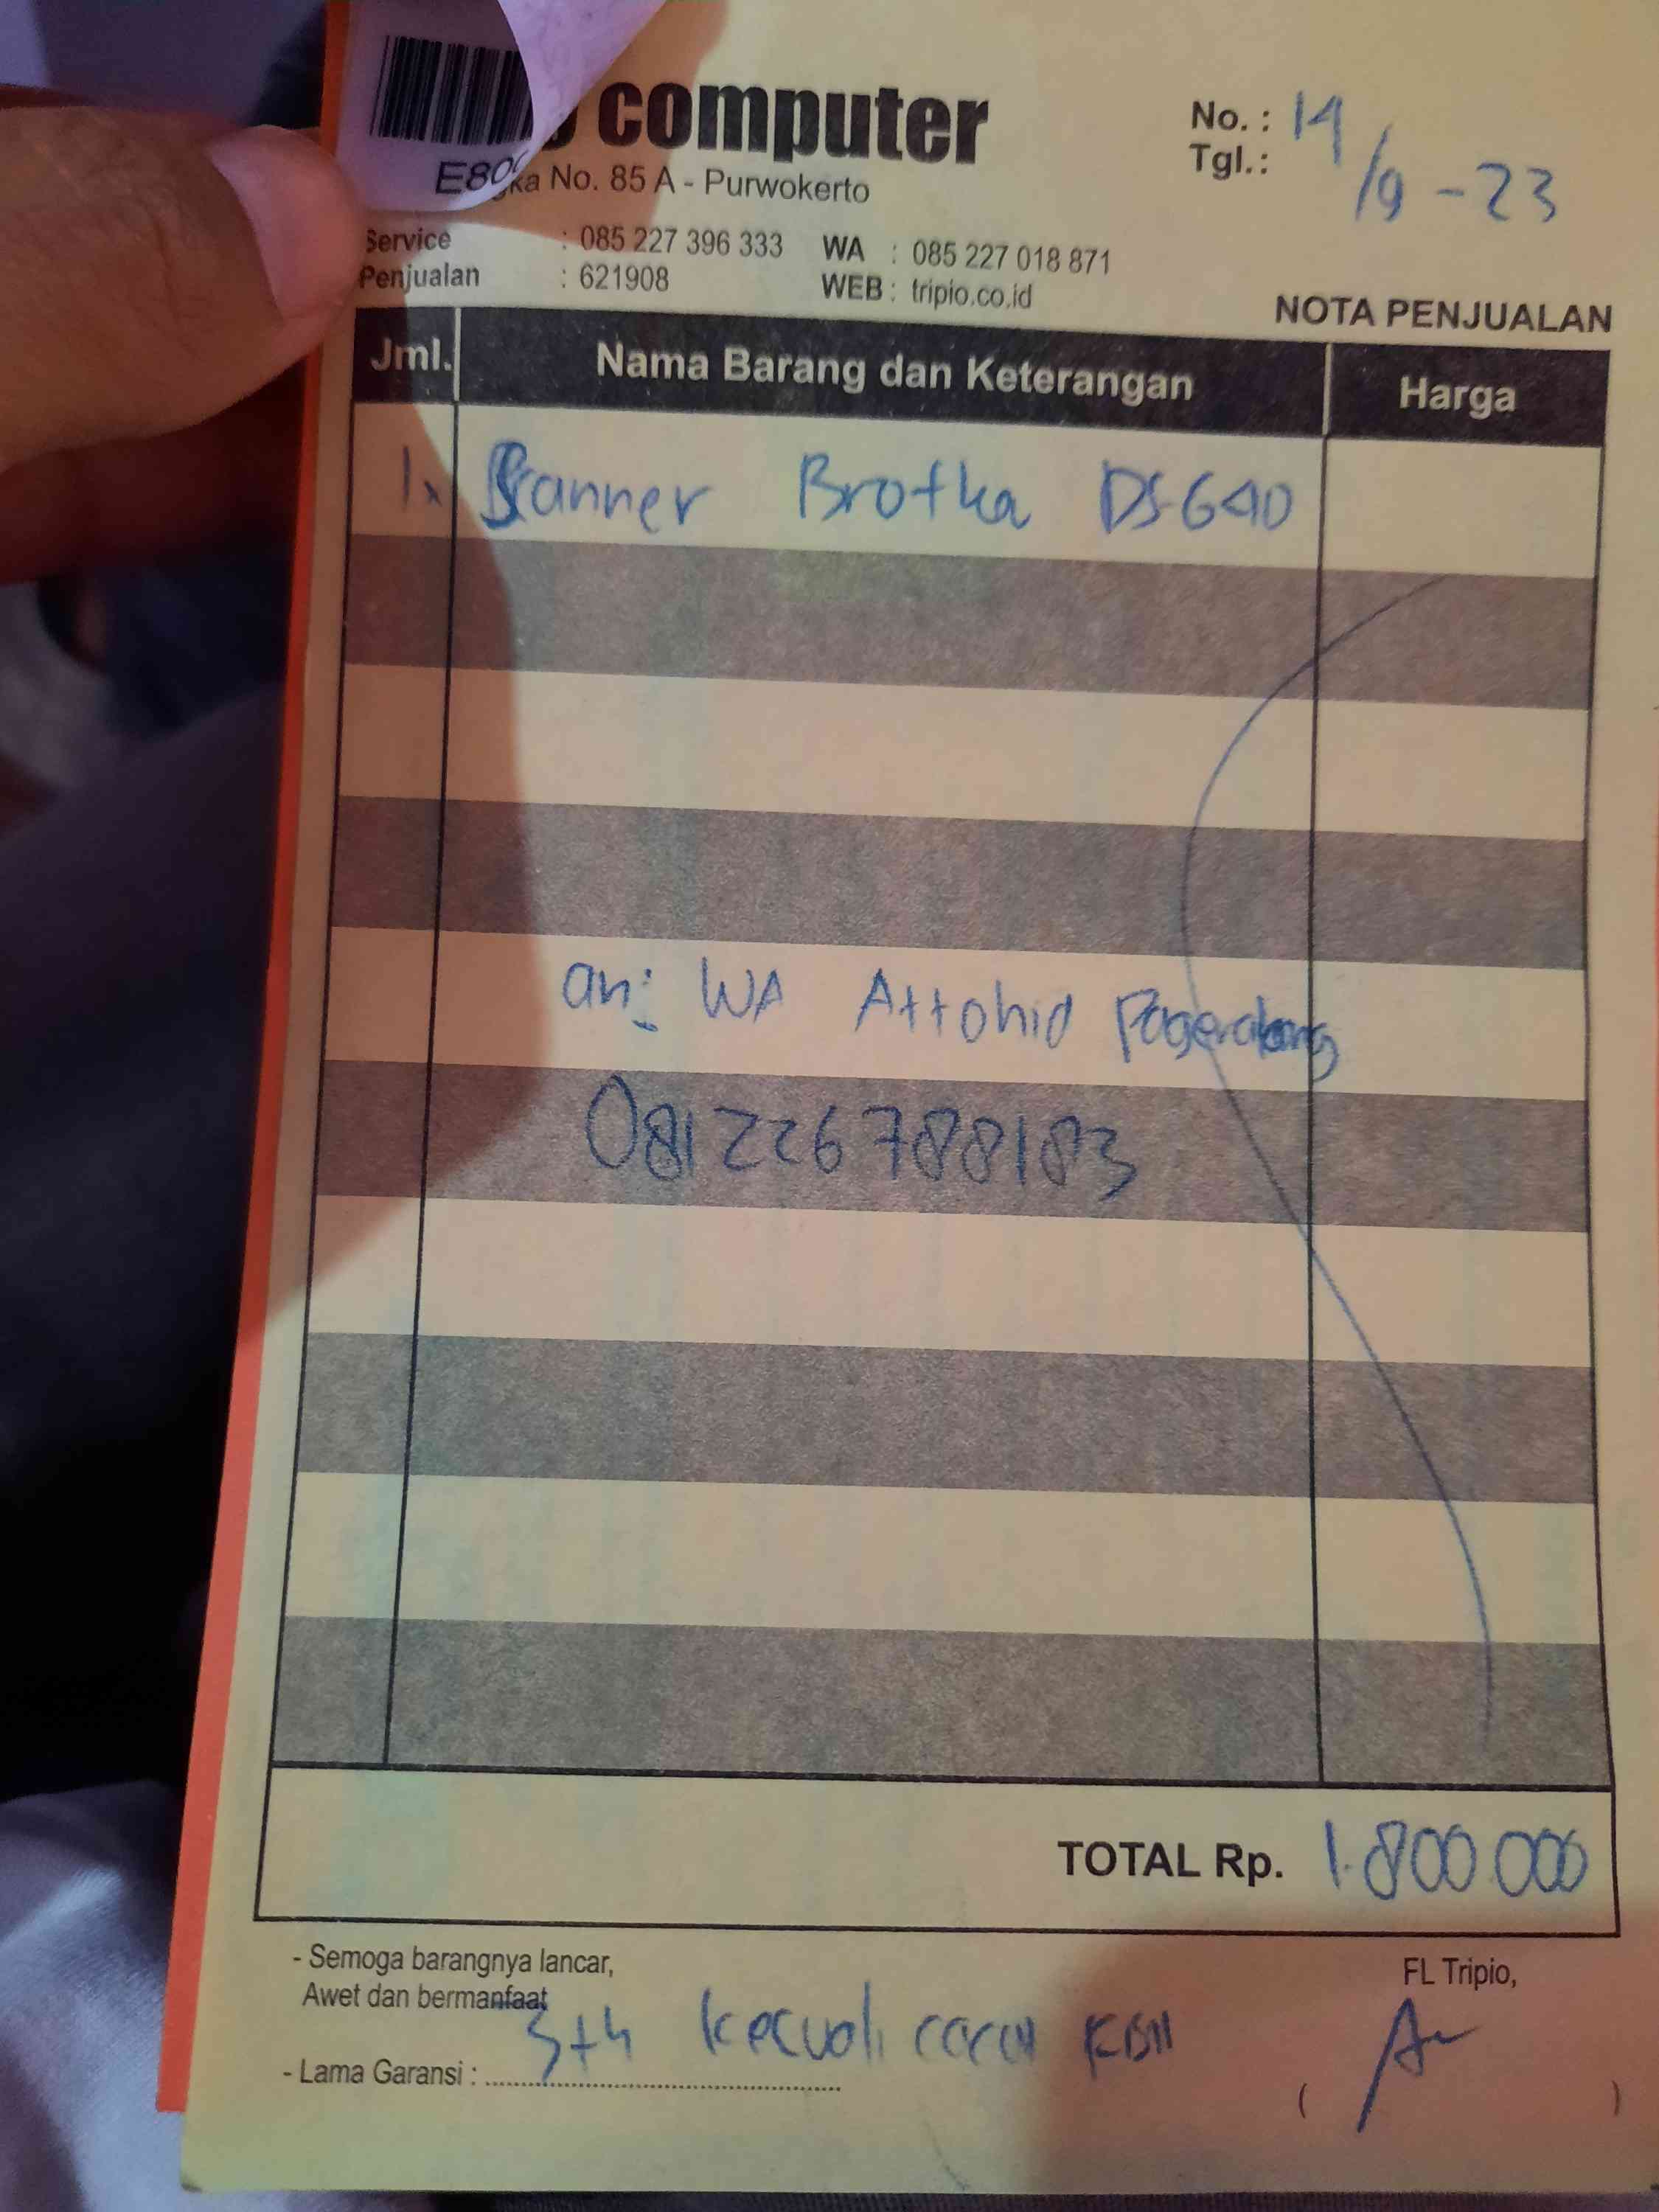 computer
No. : 14/9-23
Tgl.:
E80
ka No. 85 A - Purwokerto
Service : 085 227 396 333 WA : 085 227 018 871
Penjualan : 621908 WEB : tripio.co.id
NOTA PENJUALAN
Jml. Nama Barang dan Keterangan Harga
1x Scanner Brotha DS-640
an: WA Attohid Pageralang
081226788183
TOTAL Rp. 1.800 000
- Semoga barangnya lancar,
Awet dan bermanfaat
FL Tripio,
- Lama Garansi : 3th kecuali
( )